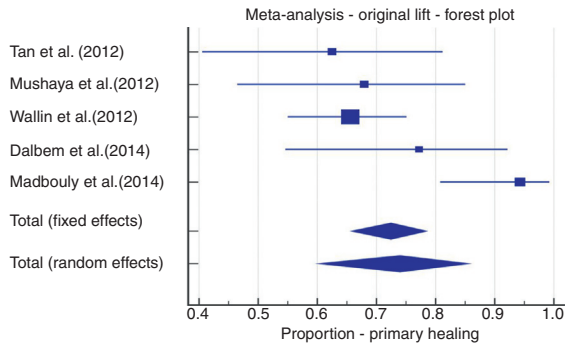 Meta-analysis - original lift - forest plot
Tan et al. (2012)
Mushaya et al.(2012)
Wallin et al.(2012)
Dalbem et al.(2014)
Madbouly et al.(2014)
Total (fixed effects)
Total (random effects)
0.4 0.5 0.6 0.7 0.8 0.9 1.0
Proportion - primary healing